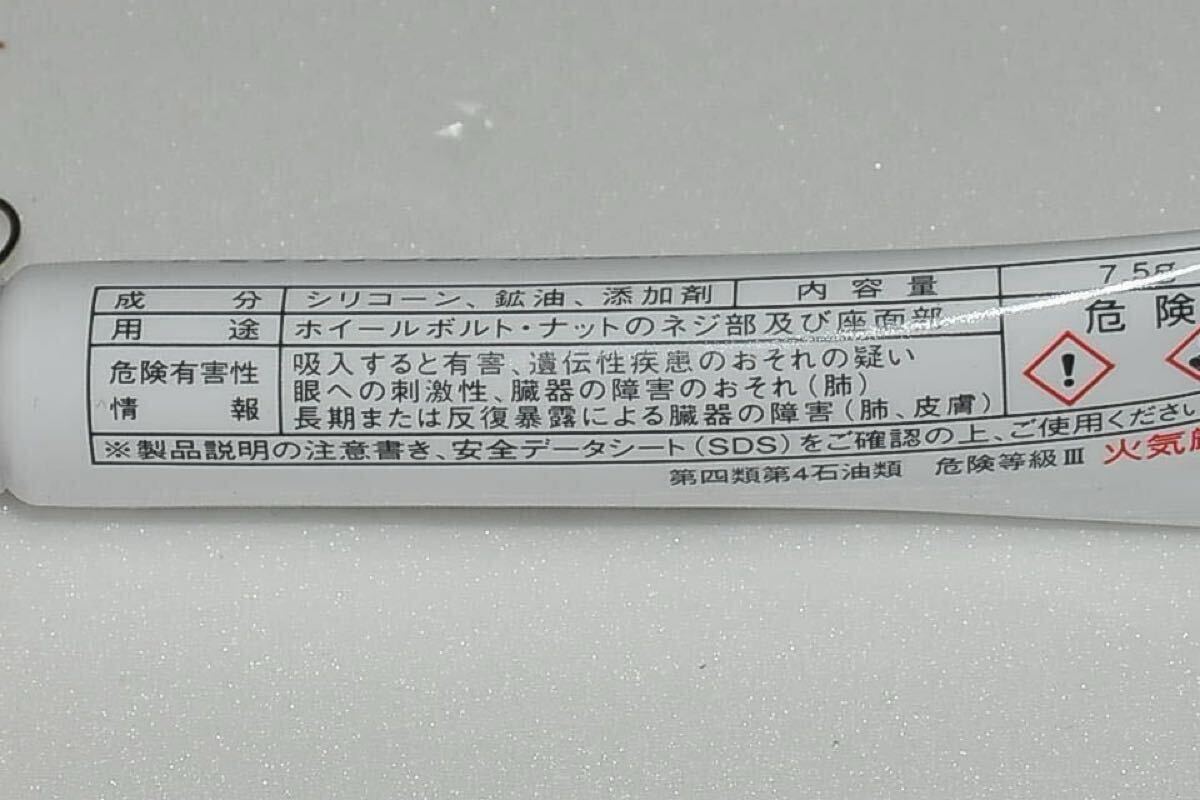 成分 シリコーン、鉱油、添加剤 内容量 7.5g
用途 ホイールボルト・ナットのネジ部及び座面部
危険
危険有害性情報
吸入すると有害、遺伝性疾患のおそれの疑い
眼への刺激性、臓器の障害のおそれ(肺)
長期または反復暴露による臓器の障害(肺、皮膚)
※製品説明の注意書き、安全データシート(SDS)をご確認の上、ご使用ください
第四類第4石油類 危険等級Ⅲ 火気厳